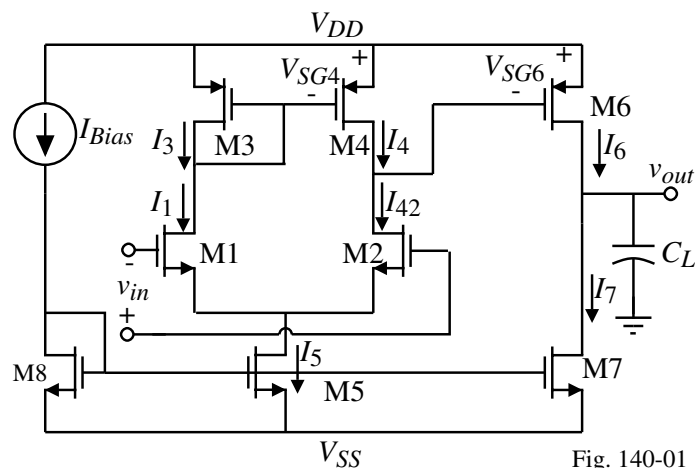 V_DD
V_SG4 + -
V_SG6 + -
M6
I_Bias
I_3 M3 M4 I_4
I_6
v_out
I_1 I_42
- M1 M2
C_L
v_in
+
I_7
M8
I_5
M5
M7
V_SS
Fig. 140-01